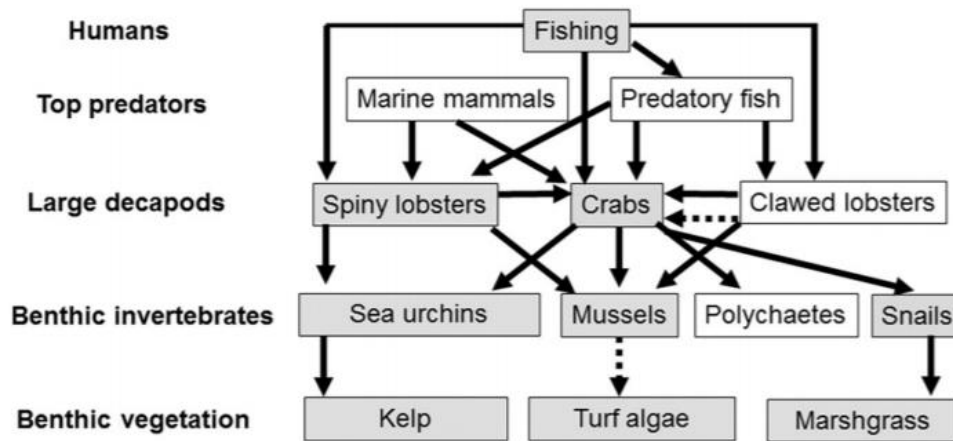 Humans Fishing
Top predators Marine mammals Predatory fish
Large decapods Spiny lobsters Crabs Clawed lobsters
Benthic invertebrates Sea urchins Mussels Polychaetes Snails
Benthic vegetation Kelp Turf algae Marshgrass